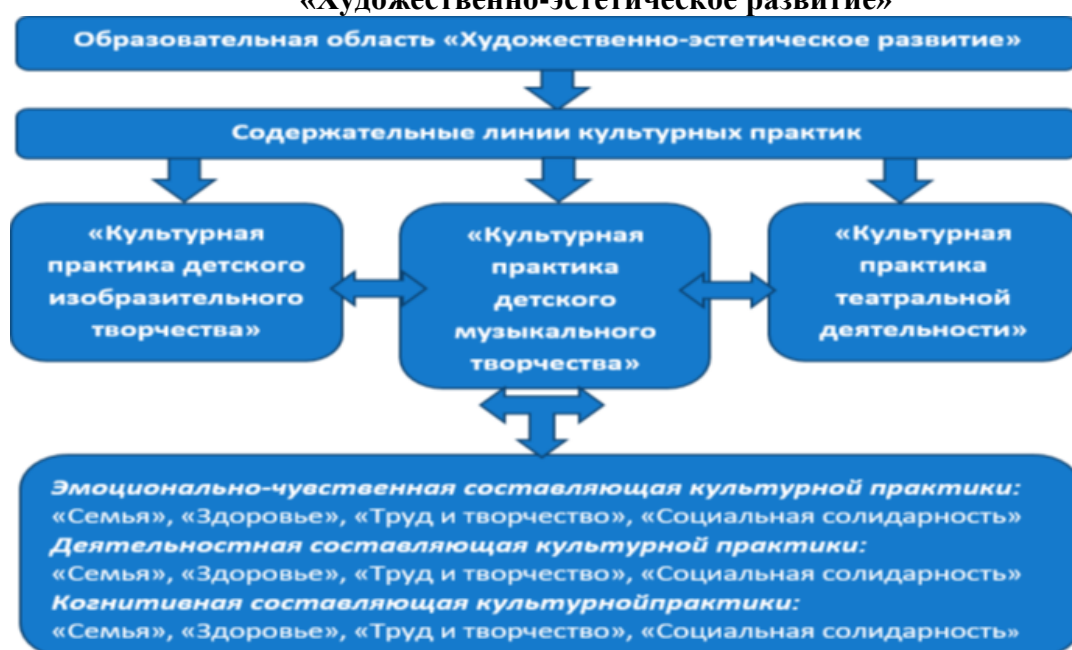 «Художественно-эстетическое развитие»
Образовательная область «Художественно-эстетическое развитие»
Содержательные линии культурных практик
«Культурная
практика детского
изобразительного
творчества»
«Культурная
практика
детского
музыкального
творчества»
«Культурная
практика
театральной
деятельности»
Эмоционально-чувственная составляющая культурной практики:
«Семья», «Здоровье», «Труд и творчество», «Социальная солидарность»
Деятельностная составляющая культурной практики:
«Семья», «Здоровье», «Труд и творчество», «Социальная солидарность»
Когнитивная составляющая культурнойпрактики:
«Семья», «Здоровье», «Труд и творчество», «Социальная солидарность»